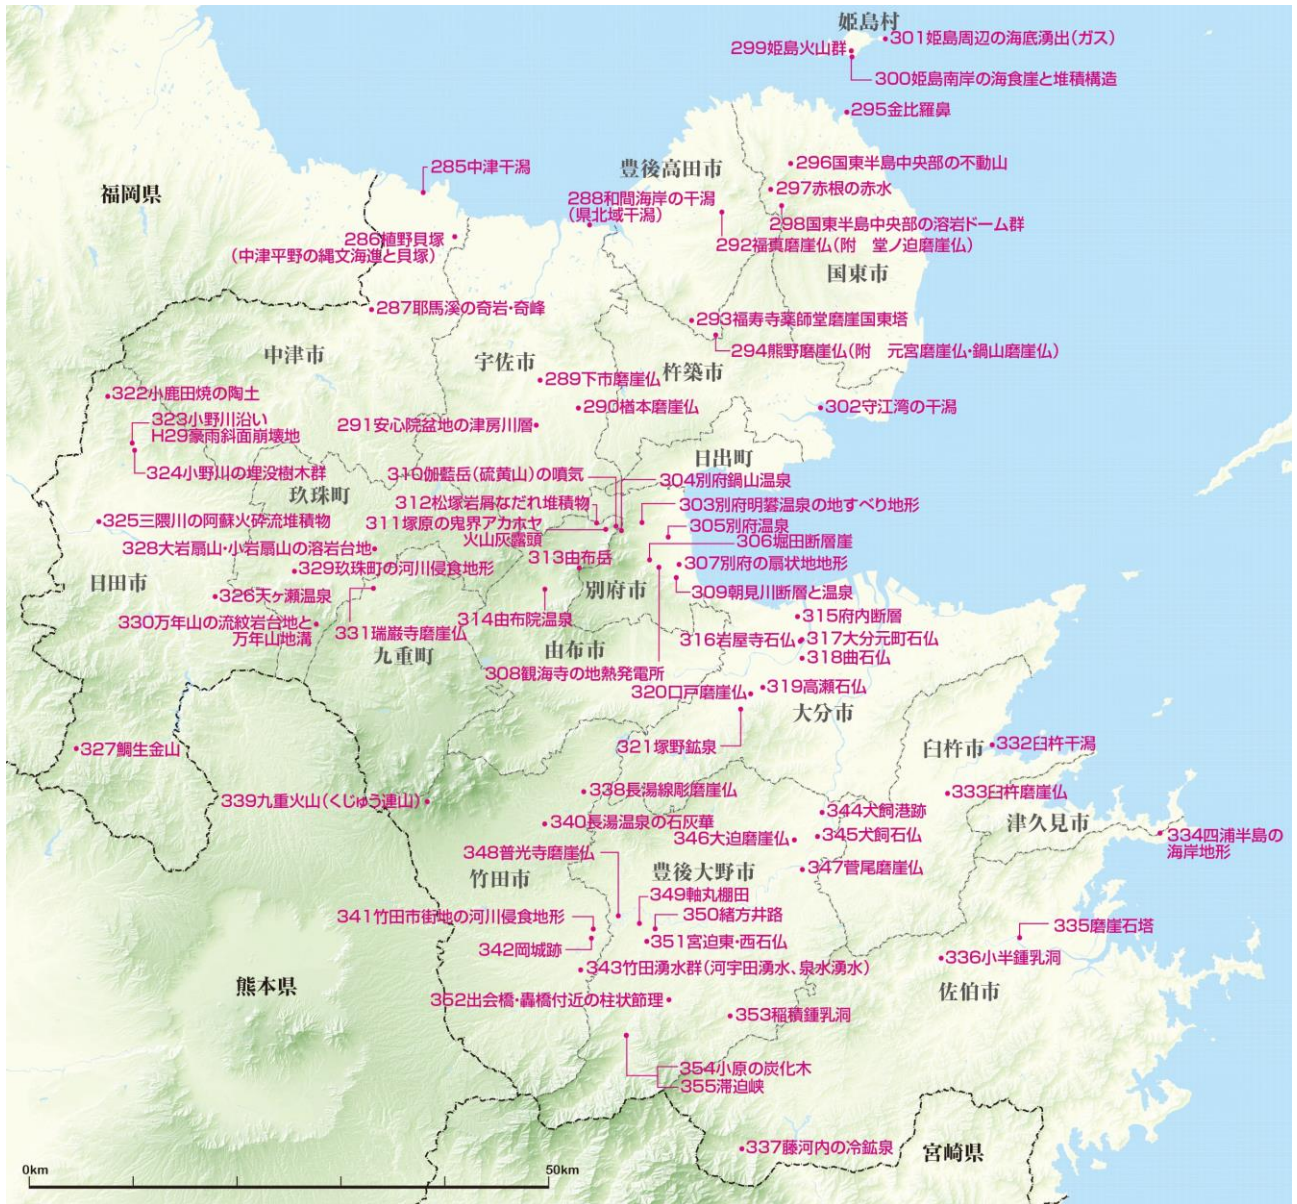 姫島村
301姫島周辺の海底湧出(ガス)
299姫島火山群
300姫島南岸の海食崖と堆積構造
295金比羅鼻
285中津干潟
豊後高田市
296国東半島中央部の不動山
福岡県
297赤根の赤水
288和間海岸の干潟
(県北域干潟)
298国東半島中央部の溶岩ドーム群
286植野貝塚
(中津平野の縄文海進と貝塚)
292福真磨崖仏(附 堂ノ迫磨崖仏)
国東市
287耶馬溪の奇岩・奇峰
293福寿寺薬師堂磨崖国東塔
中津市
宇佐市
294熊野磨崖仏(附 元宮磨崖仏・鍋山磨崖仏)
杵築市
289下市磨崖仏
322小鹿田焼の陶土
290楢本磨崖仏
302守江湾の干潟
323小野川沿い
H29豪雨斜面崩壊地
291安心院盆地の津房川層
日出町
324小野川の埋没樹木群
310伽藍岳(硫黄山)の噴気
304別府鍋山温泉
玖珠町
312松塚岩屑なだれ堆積物
303別府明礬温泉の地すべり地形
325三隈川の阿蘇火砕流堆積物
311塚原の鬼界アカホヤ
火山灰露頭
305別府温泉
306堀田断層崖
328大岩扇山・小岩扇山の溶岩台地
313由布岳
307別府の扇状地地形
329玖珠町の河川侵食地形
日田市
別府市
309朝見川断層と温泉
326天ヶ瀬温泉
314由布院温泉
315府内断層
330万年山の流紋岩台地と
万年山地溝
331瑞巌寺磨崖仏
316岩屋寺石仏
317大分元町石仏
九重町
由布市
318曲石仏
308観海寺の地熱発電所
320口戸磨崖仏
319高瀬石仏
大分市
321塚野鉱泉
臼杵市
332臼杵干潟
327鯛生金山
338長湯線彫磨崖仏
333臼杵磨崖仏
339九重火山(くじゅう連山)
344犬飼港跡
津久見市
340長湯温泉の石灰華
346大迫磨崖仏
345犬飼石仏
334四浦半島の
海岸地形
348普光寺磨崖仏
豊後大野市
347菅尾磨崖仏
竹田市
349軸丸棚田
341竹田市街地の河川侵食地形
350緒方井路
335磨崖石塔
342岡城跡
351宮迫東・西石仏
336小半鍾乳洞
343竹田湧水群(河宇田湧水、泉水湧水)
熊本県
佐伯市
352出会橋・轟橋付近の柱状節理
353稲積鍾乳洞
354小原の炭化木
355滞迫峡
337藤河内の冷鉱泉
宮崎県
0km
50km